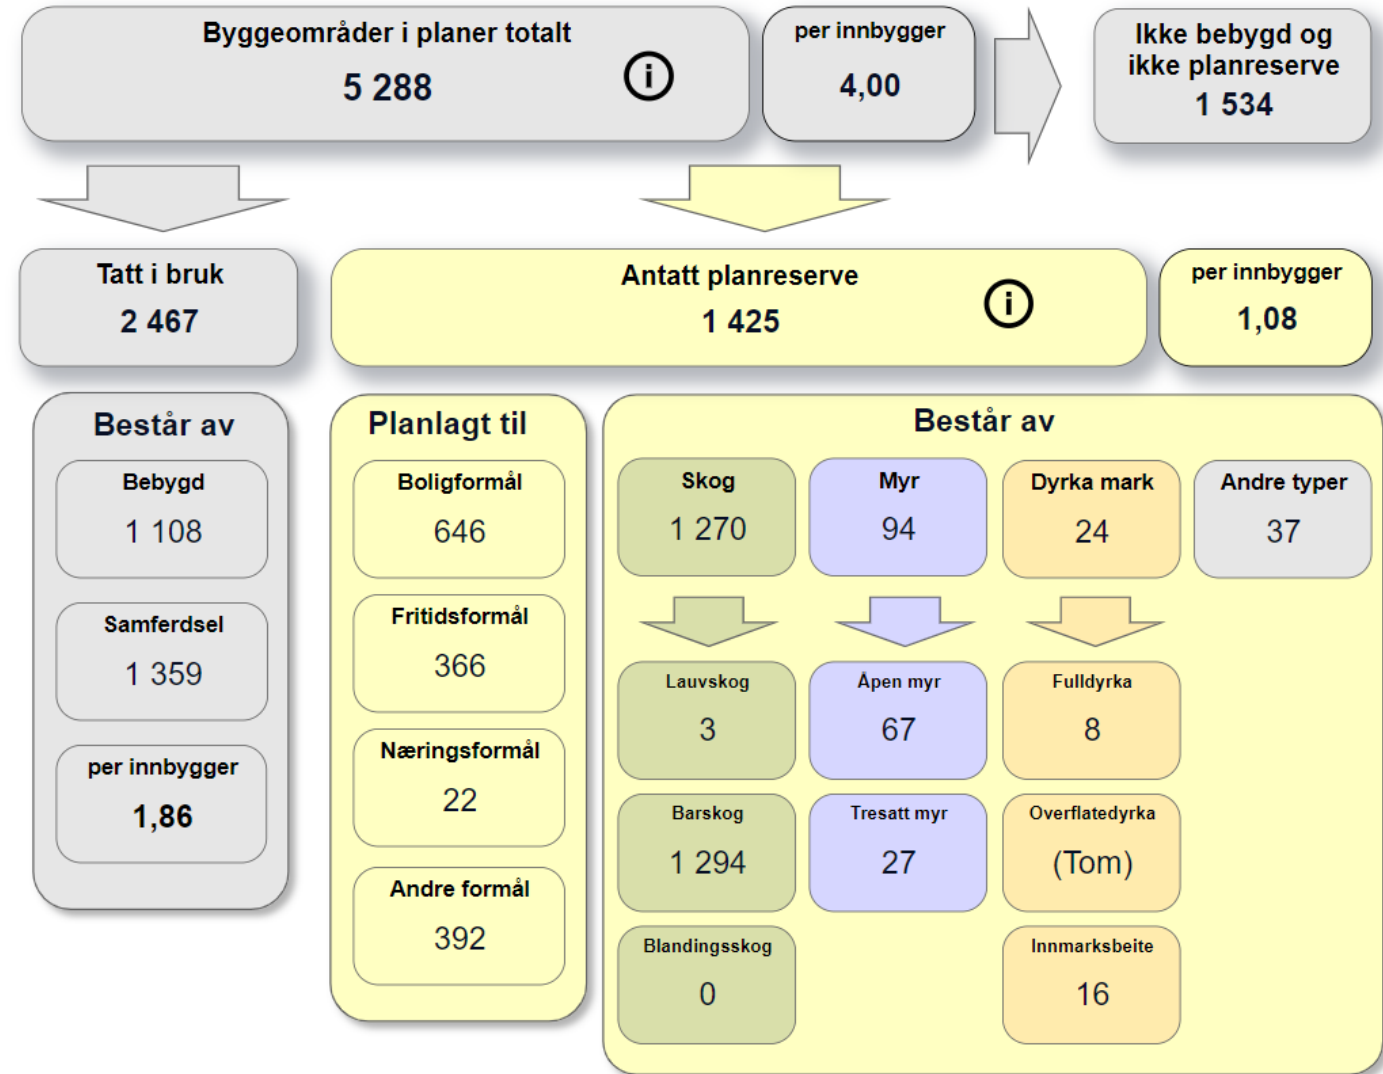 Byggeområder i planer totalt
5 288
per innbygger
4,00
Ikke bebygd og
ikke planreserve
1 534
Tatt i bruk
2 467
Antatt planreserve
1 425
per innbygger
1,08
Består av
Bebygd
1 108
Samferdsel
1 359
per innbygger
1,86
Planlagt til
Boligformål
646
Fritidsformål
366
Næringsformål
22
Andre formål
392
Består av
Skog
1 270
Myr
94
Dyrka mark
24
Andre typer
37
Lauvskog
3
Åpen myr
67
Fulldyrka
8
Barskog
1 294
Tresatt myr
27
Overflatedyrka
(Tom)
Blandingsskog
0
Innmarksbeite
16